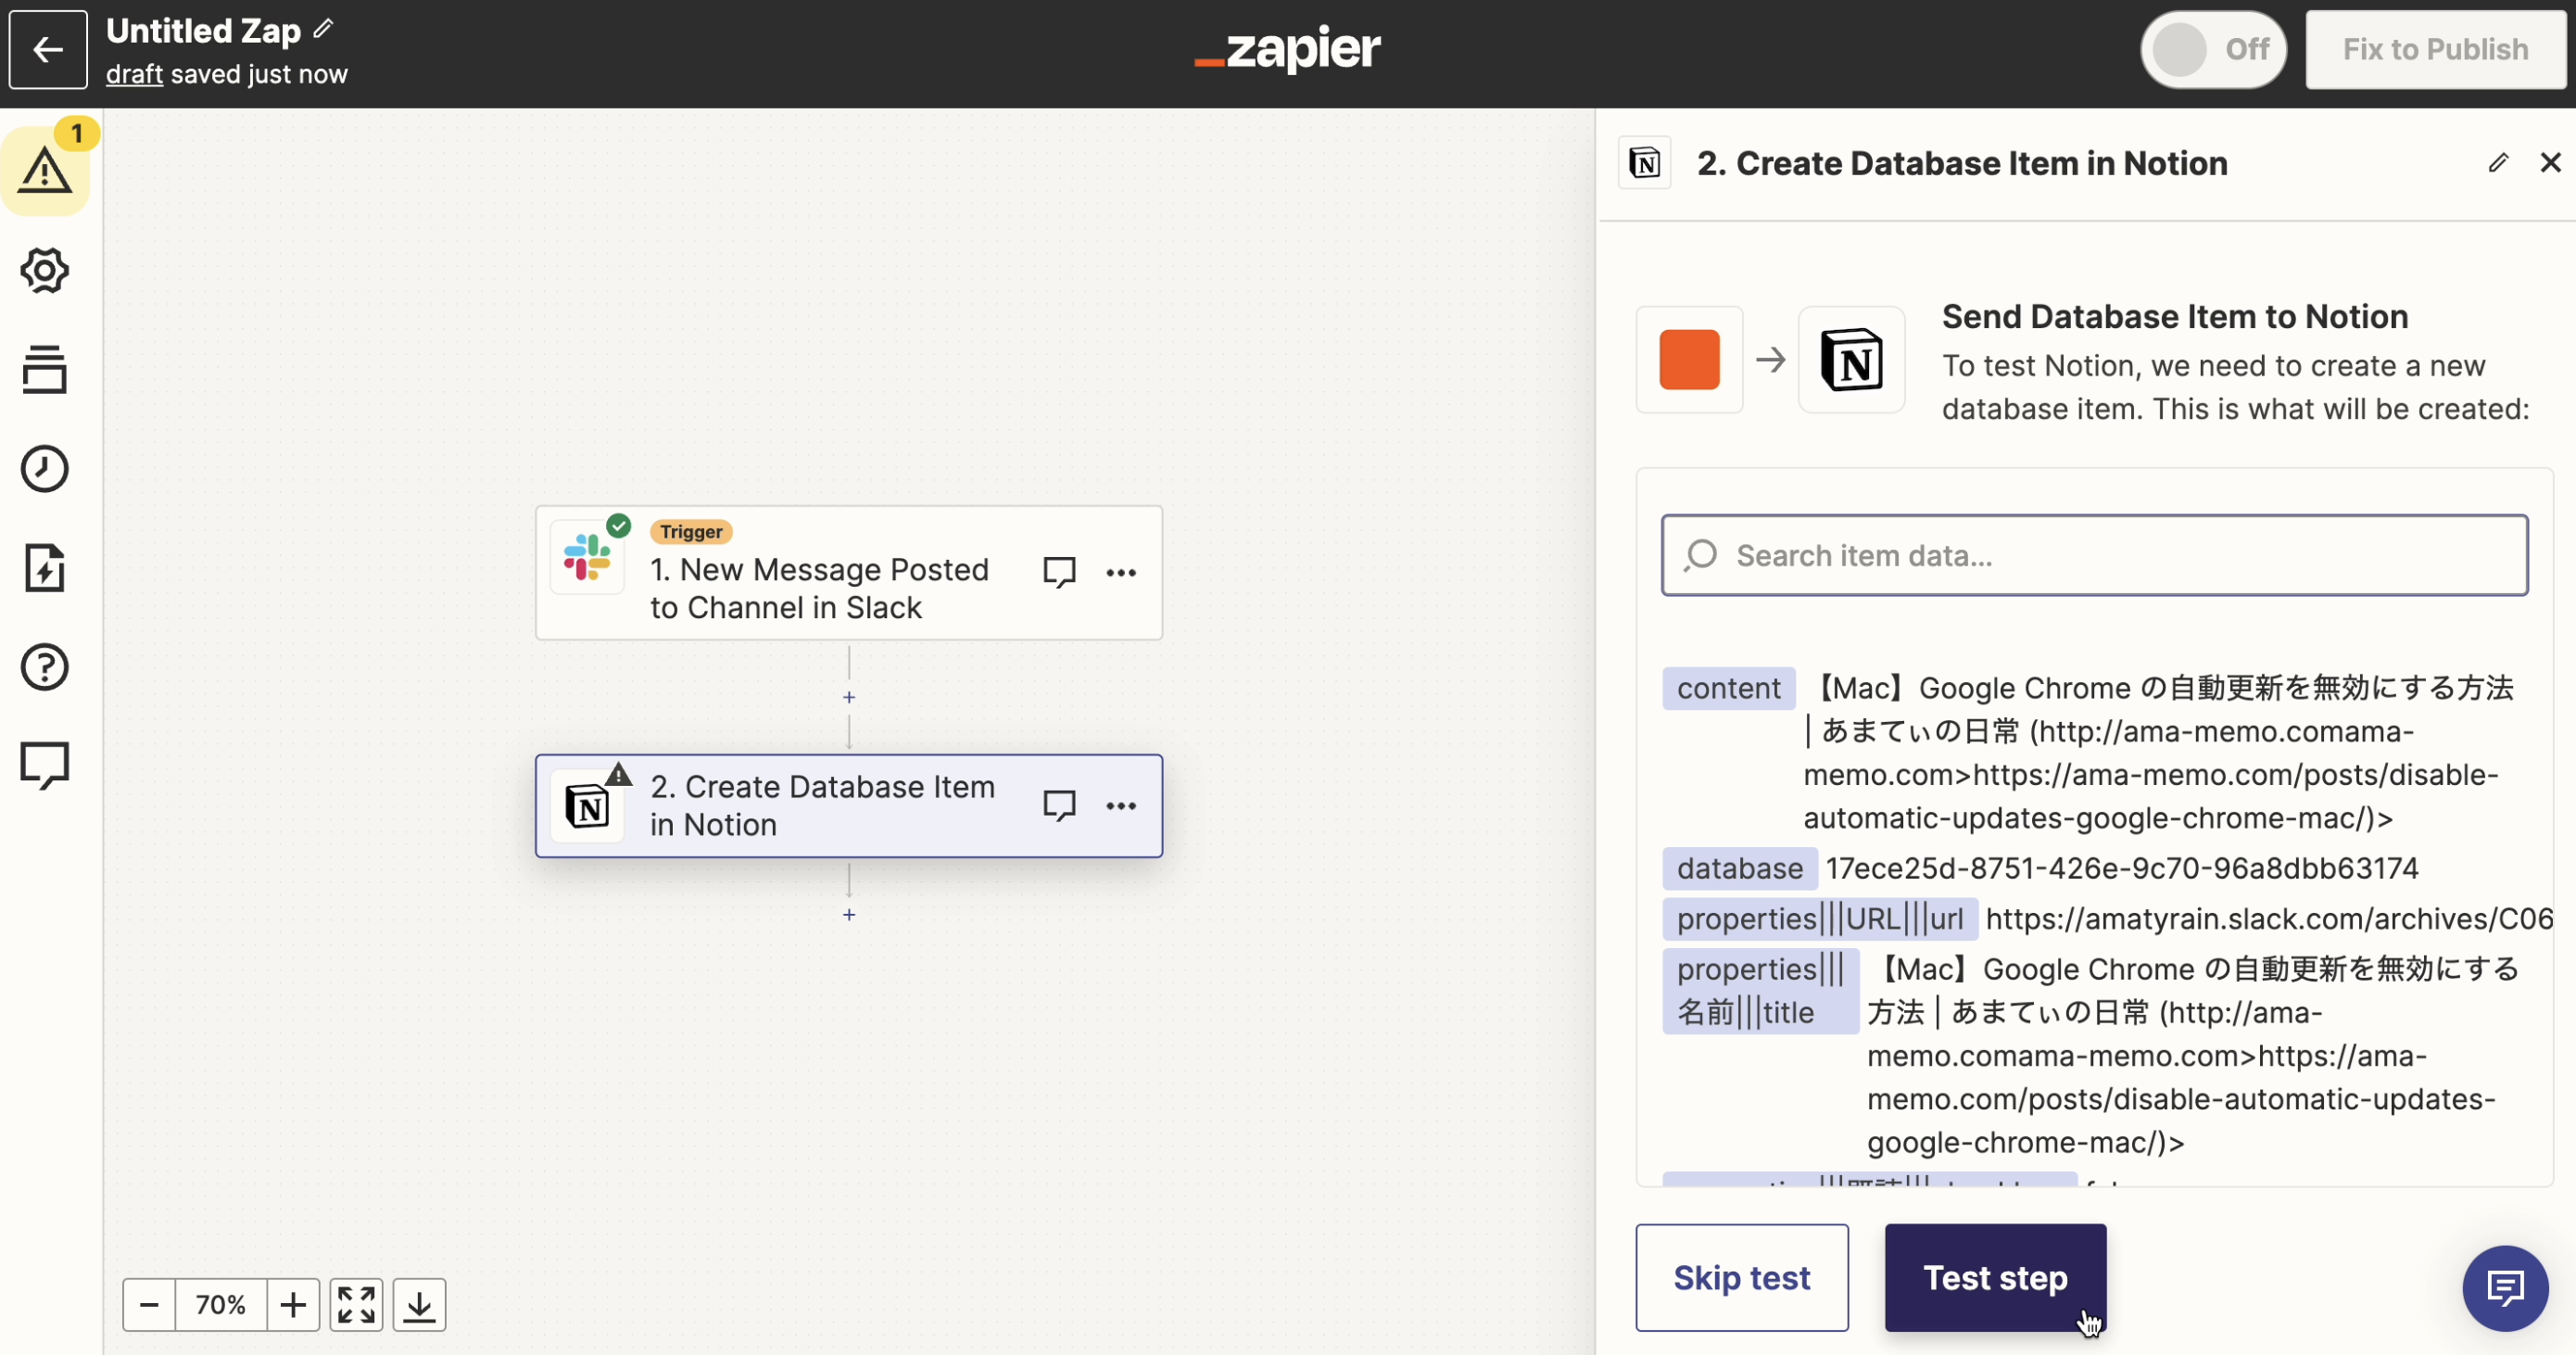 Untitled Zap
draft saved just now
zapier
Off
Fix to Publish
1
2. Create Database Item in Notion
Send Database Item to Notion
To test Notion, we need to create a new
database item. This is what will be created:
Search item data...
content 【Mac】Google Chrome の自動更新を無効にする方法
| あまてぃの日常 (http://ama-memo.comama-
memo.com>https://ama-memo.com/posts/disable-
automatic-updates-google-chrome-mac/)>
database 17ece25d-8751-426e-9c70-96a8dbb63174
properties|||URL|||url https://amatyrain.slack.com/archives/C06
properties||| 【Mac】Google Chrome の自動更新を無効にする
名前|||title 方法 | あまてぃの日常 (http://ama-
memo.comama-memo.com>https://ama-
memo.com/posts/disable-automatic-updates-
google-chrome-mac/)>
Skip test
Test step
Trigger
1. New Message Posted
to Channel in Slack
2. Create Database Item
in Notion
70%